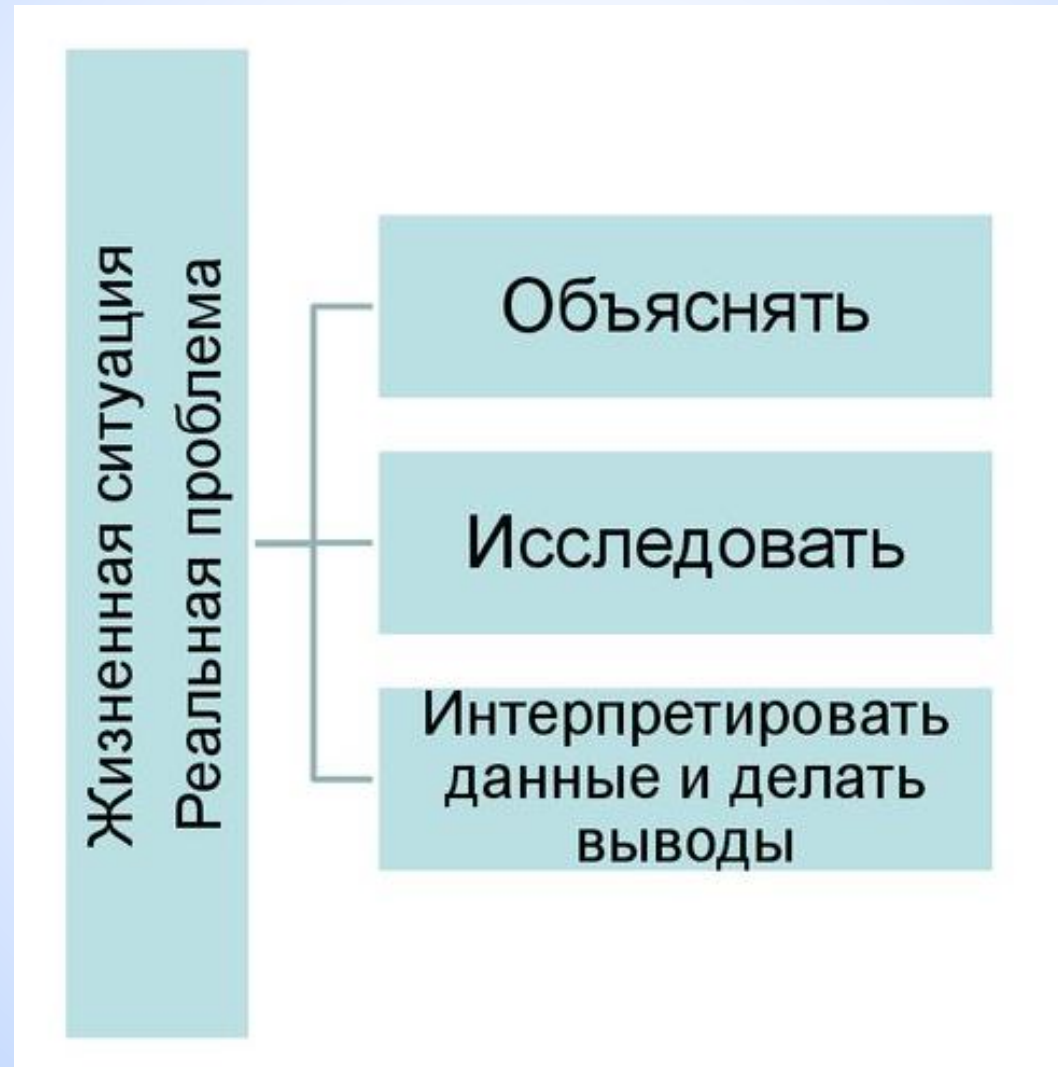 Жизненная ситуация
Реальная проблема
Объяснять
Исследовать
Интерпретировать
данные и делать
выводы